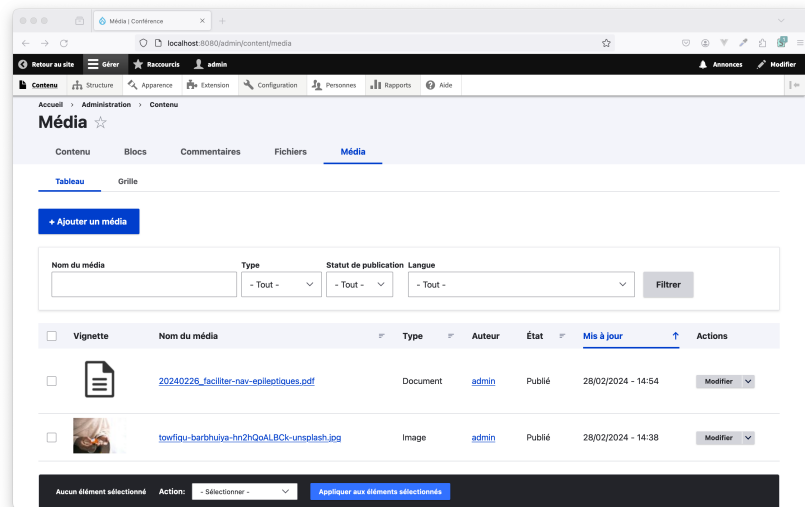 Média | Conférence
localhost:8080/admin/content/media
Retour au site Gérer Raccourcis admin Annonces Modifier
Contenu Structure Apparence Extension Configuration Personnes Rapports Aide
Accueil > Administration > Contenu
Média
Contenu Blocs Commentaires Fichiers Média
Tableau Grille
+ Ajouter un média
Nom du média Type Statut de publication Langue
- Tout - - Tout - - Tout - Filtrer
Vignette Nom du média Type Auteur État Mis à jour Actions
20240226_faciliter-nav-epileptiques.pdf Document admin Publié 28/02/2024 - 14:54 Modifier
towfiqu-barbhuiya-hn2hQoALBCk-unsplash.jpg Image admin Publié 28/02/2024 - 14:38 Modifier
Aucun élément sélectionné Action: - Sélectionner - Appliquer aux éléments sélectionnés